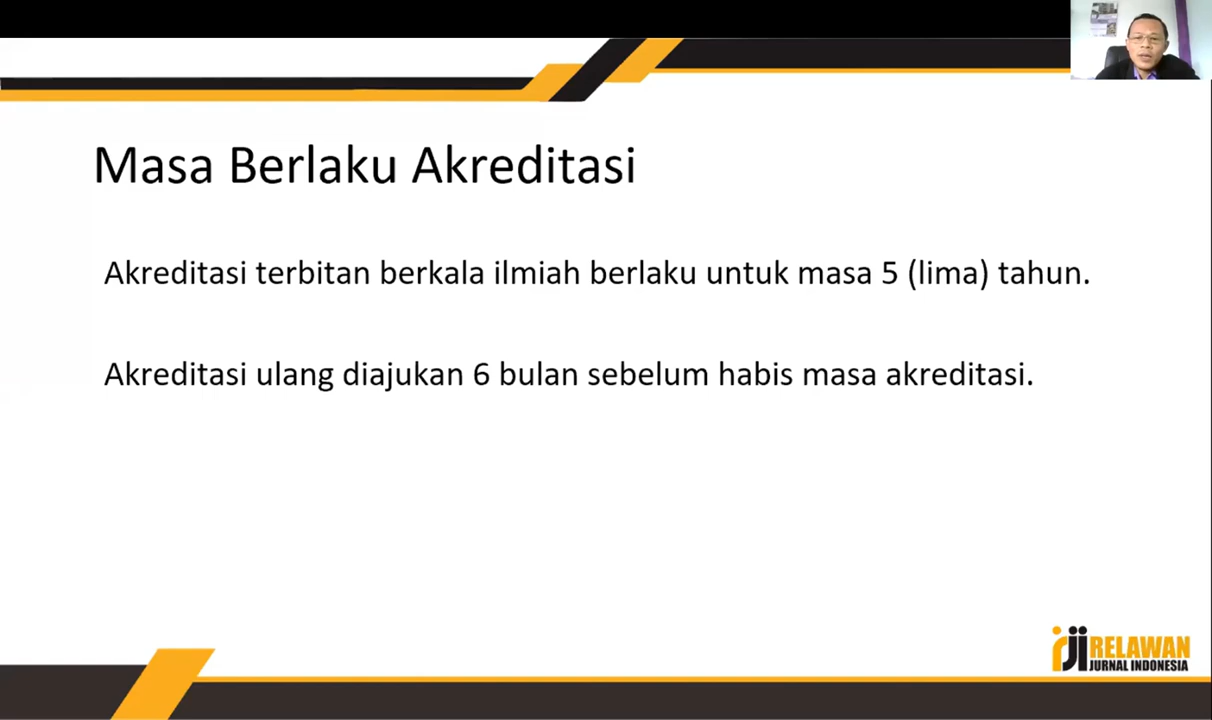 Masa Berlaku Akreditasi
Akreditasi terbitan berkala ilmiah berlaku untuk masa 5 (lima) tahun.
Akreditasi ulang diajukan 6 bulan sebelum habis masa akreditasi.
rji RELAWAN
JURNAL INDONESIA